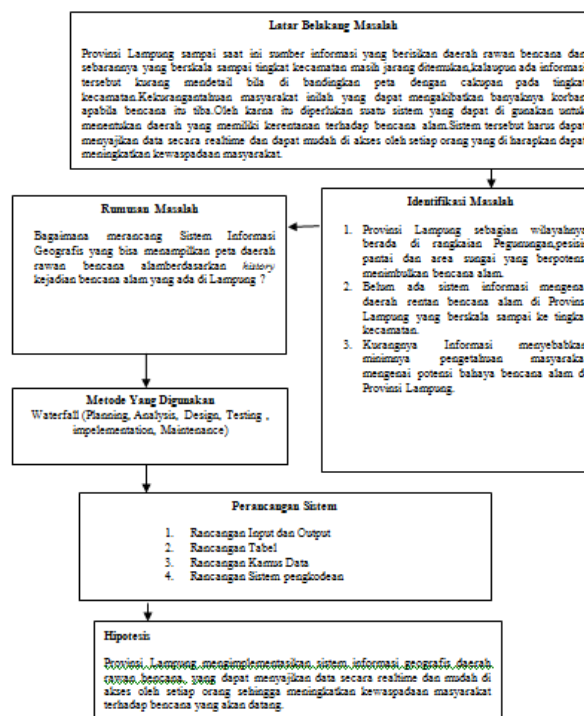 Latar Belakang Masalah
Provinsi Lampung sampai saat ini sumber informasi yang berisikan daerah rawan bencana dan
sebarannya yang berskala sampai tingkat kecamatan masih jarang ditemukan,kalaupun ada informasi
tersebut kurang mendetail bila di bandingkan peta dengan cakupan pada tingkat
kecamatan.Kekurangantahuan masyarakat inilah yang dapat mengakibatkan banyaknya korban
apabila bencana itu tiba.Oleh karna itu diperlukan suatu sistem yang dapat di gunakan untuk
menentukan daerah yang memiliki kerentanan terhadap bencana alam.Sistem tersebut harus dapat
menyajikan data secara realtime dan dapat mudah di akses oleh setiap orang yang di harapkan dapat
meningkatkan kewaspadaan masyarakat.
Rumusan Masalah
Bagaimana merancang Sistem Informasi
Geografis yang bisa menampilkan peta daerah
rawan bencana alamberdasarkan history
kejadian bencana alam yang ada di Lampung ?
Identifikasi Masalah
1. Provinsi Lampung sebagian wilayahnya
berada di rangkaian Pegunungan,pesisir
pantai dan area sungai yang berpotensi
menimbulkan bencana alam.
2. Belum ada sistem informasi mengenai
daerah rentan bencana alam di Provinsi
Lampung yang berskala sampai ke tingkat
kecamatan.
3. Kurangnya Informasi menyebabkan
minimnya pengetahuan masyarakat
mengenai potensi bahaya bencana alam di
Provinsi Lampung.
Metode Yang Digunakan
Waterfall (Planning, Analysis, Design, Testing ,
impelementation, Maintenance)
Perancangan Sistem
1. Rancangan Input dan Output
2. Rancangan Tabel
3. Rancangan Kamus Data
4. Rancangan Sistem pengkodean
Hipotesis
Provinsi Lampung mengimplementasikan sistem informasi geografis daerah
rawan bencana, yang dapat menyajikan data secara realtime dan mudah di
akses oleh setiap orang sehingga meningkatkan kewaspadaan masyarakat
terhadap bencana yang akan datang.